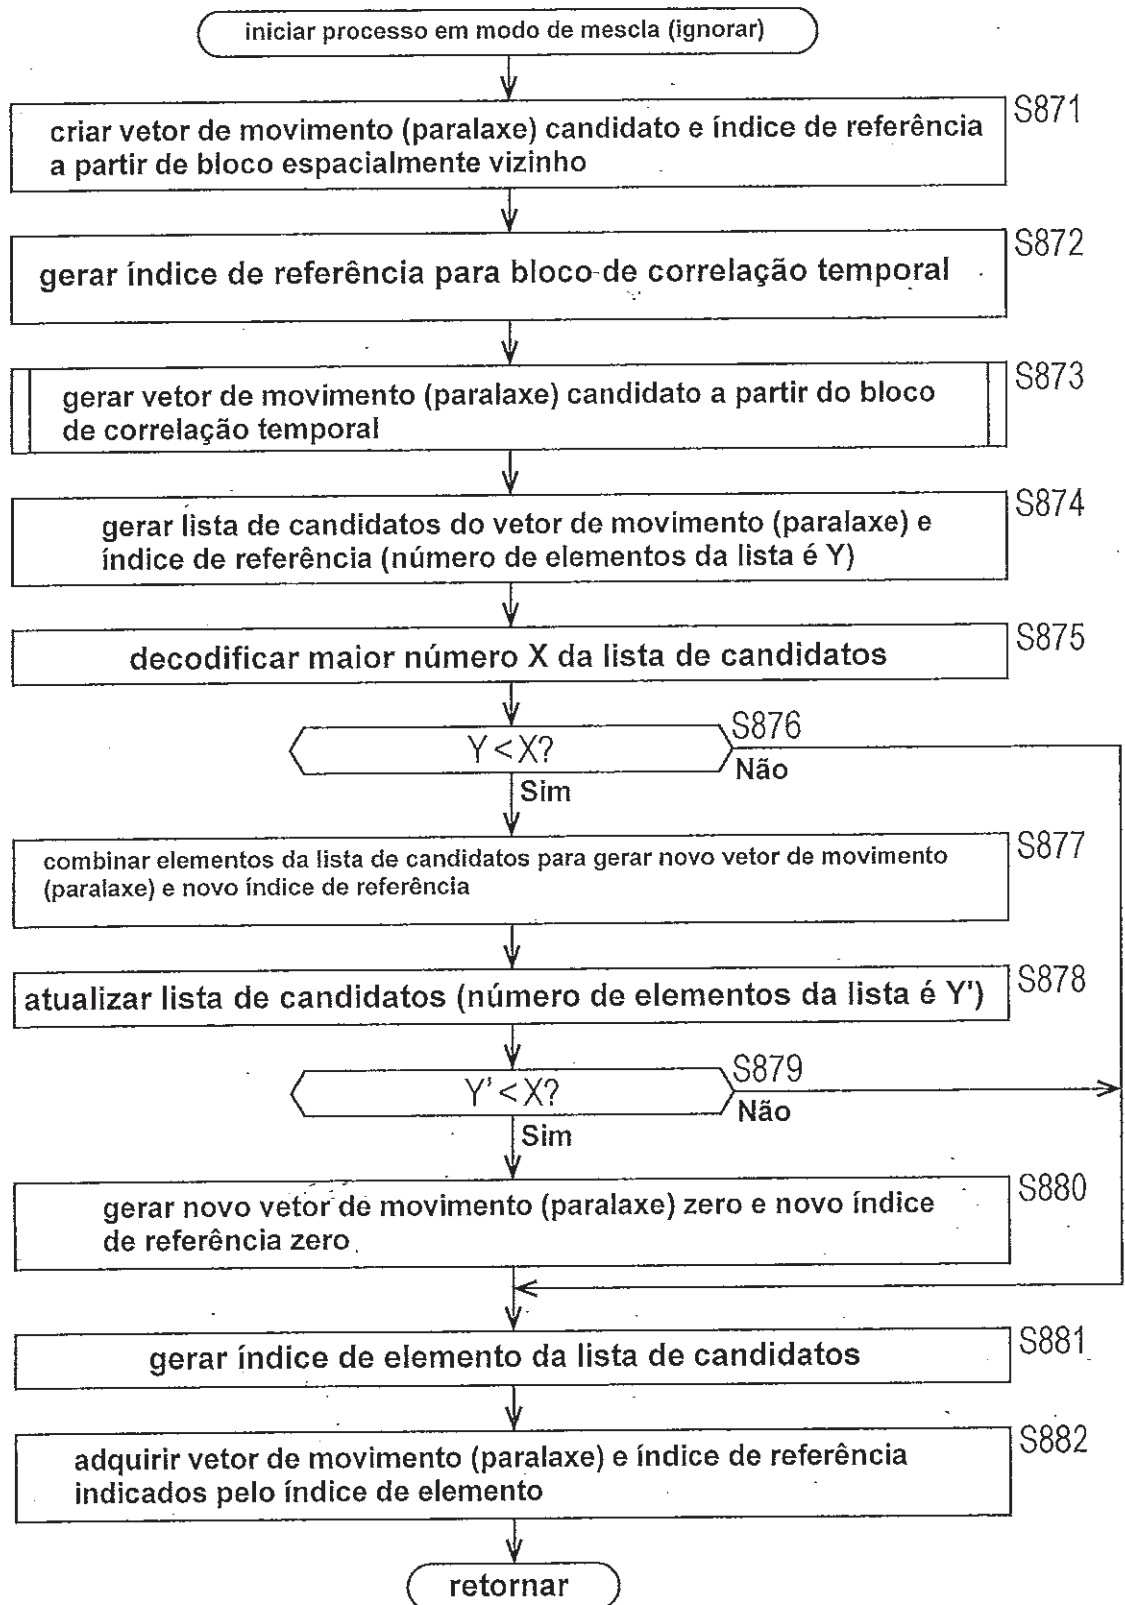 iniciar processo em modo de mescla (ignorar)
S871
criar vetor de movimento (paralaxe) candidato e índice de referência
a partir de bloco espacialmente vizinho
S872
gerar índice de referência para bloco de correlação temporal
S873
gerar vetor de movimento (paralaxe) candidato a partir do bloco
de correlação temporal
S874
gerar lista de candidatos do vetor de movimento (paralaxe) e
índice de referência (número de elementos da lista é Y)
S875
decodificar maior número X da lista de candidatos
S876
Y < X?
Não
Sim
S877
combinar elementos da lista de candidatos para gerar novo vetor de movimento
(paralaxe) e novo índice de referência
S878
atualizar lista de candidatos (número de elementos da lista é Y')
S879
Y' < X?
Não
Sim
S880
gerar novo vetor de movimento (paralaxe) zero e novo índice
de referência zero
S881
gerar índice de elemento da lista de candidatos
S882
adquirir vetor de movimento (paralaxe) e índice de referência
indicados pelo índice de elemento
retornar